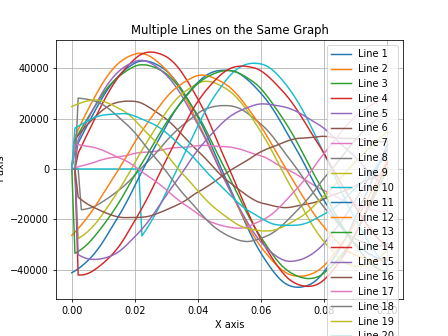 Multiple Lines on the Same Graph
40000
20000
0
−20000
−40000
0.00
0.02
0.04
0.06
X axis
axis
Line 1
Line 2
Line 3
Line 4
Line 5
Line 6
Line 7
Line 8
Line 9
Line 10
Line 11
Line 12
Line 13
Line 14
Line 15
Line 16
Line 17
Line 18
Line 19
Line 20